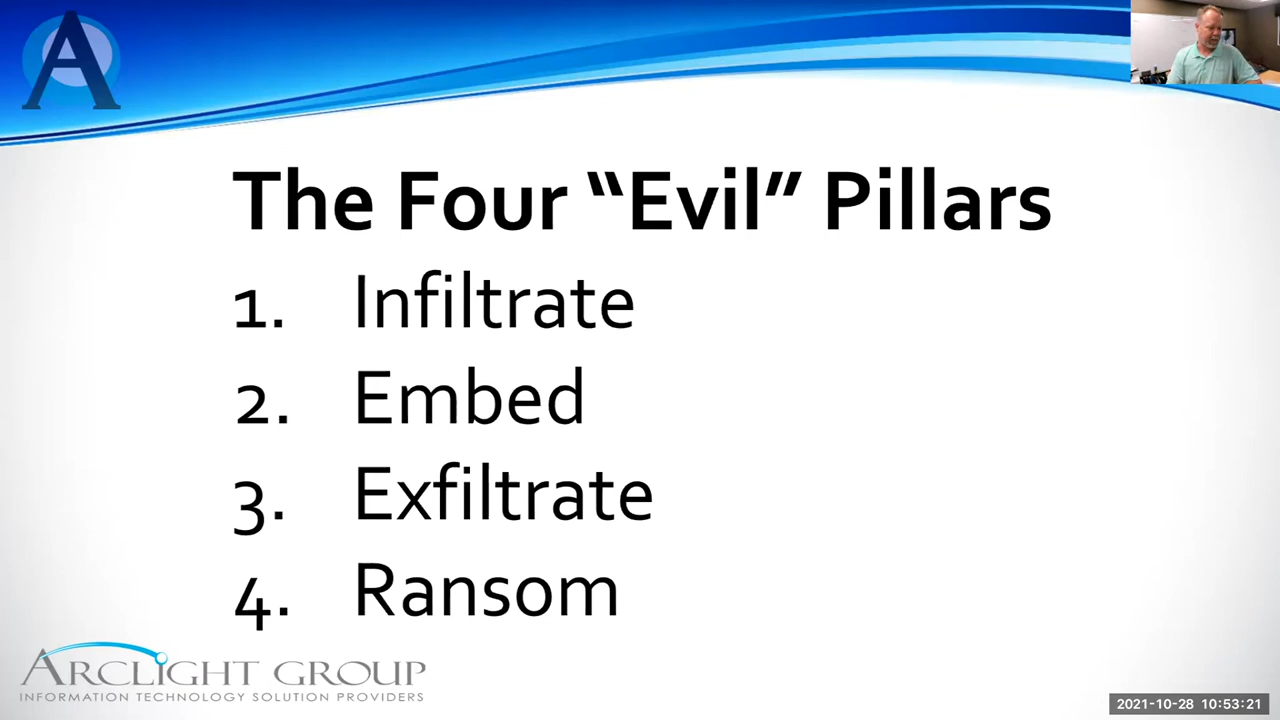 A
The Four “Evil” Pillars
1. Infiltrate
2. Embed
3. Exfiltrate
4. Ransom
ARCLIGHT GROUP
INFORMATION TECHNOLOGY SOLUTION PROVIDERS
2021-10-28 10:53:21